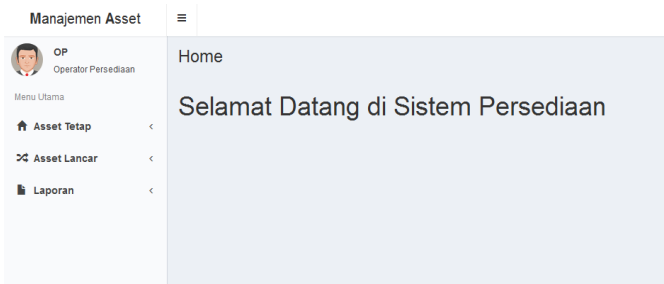 Manajemen Asset
OP
Operator Persediaan
Menu Utama
Asset Tetap
Asset Lancar
Laporan
Home
Selamat Datang di Sistem Persediaan